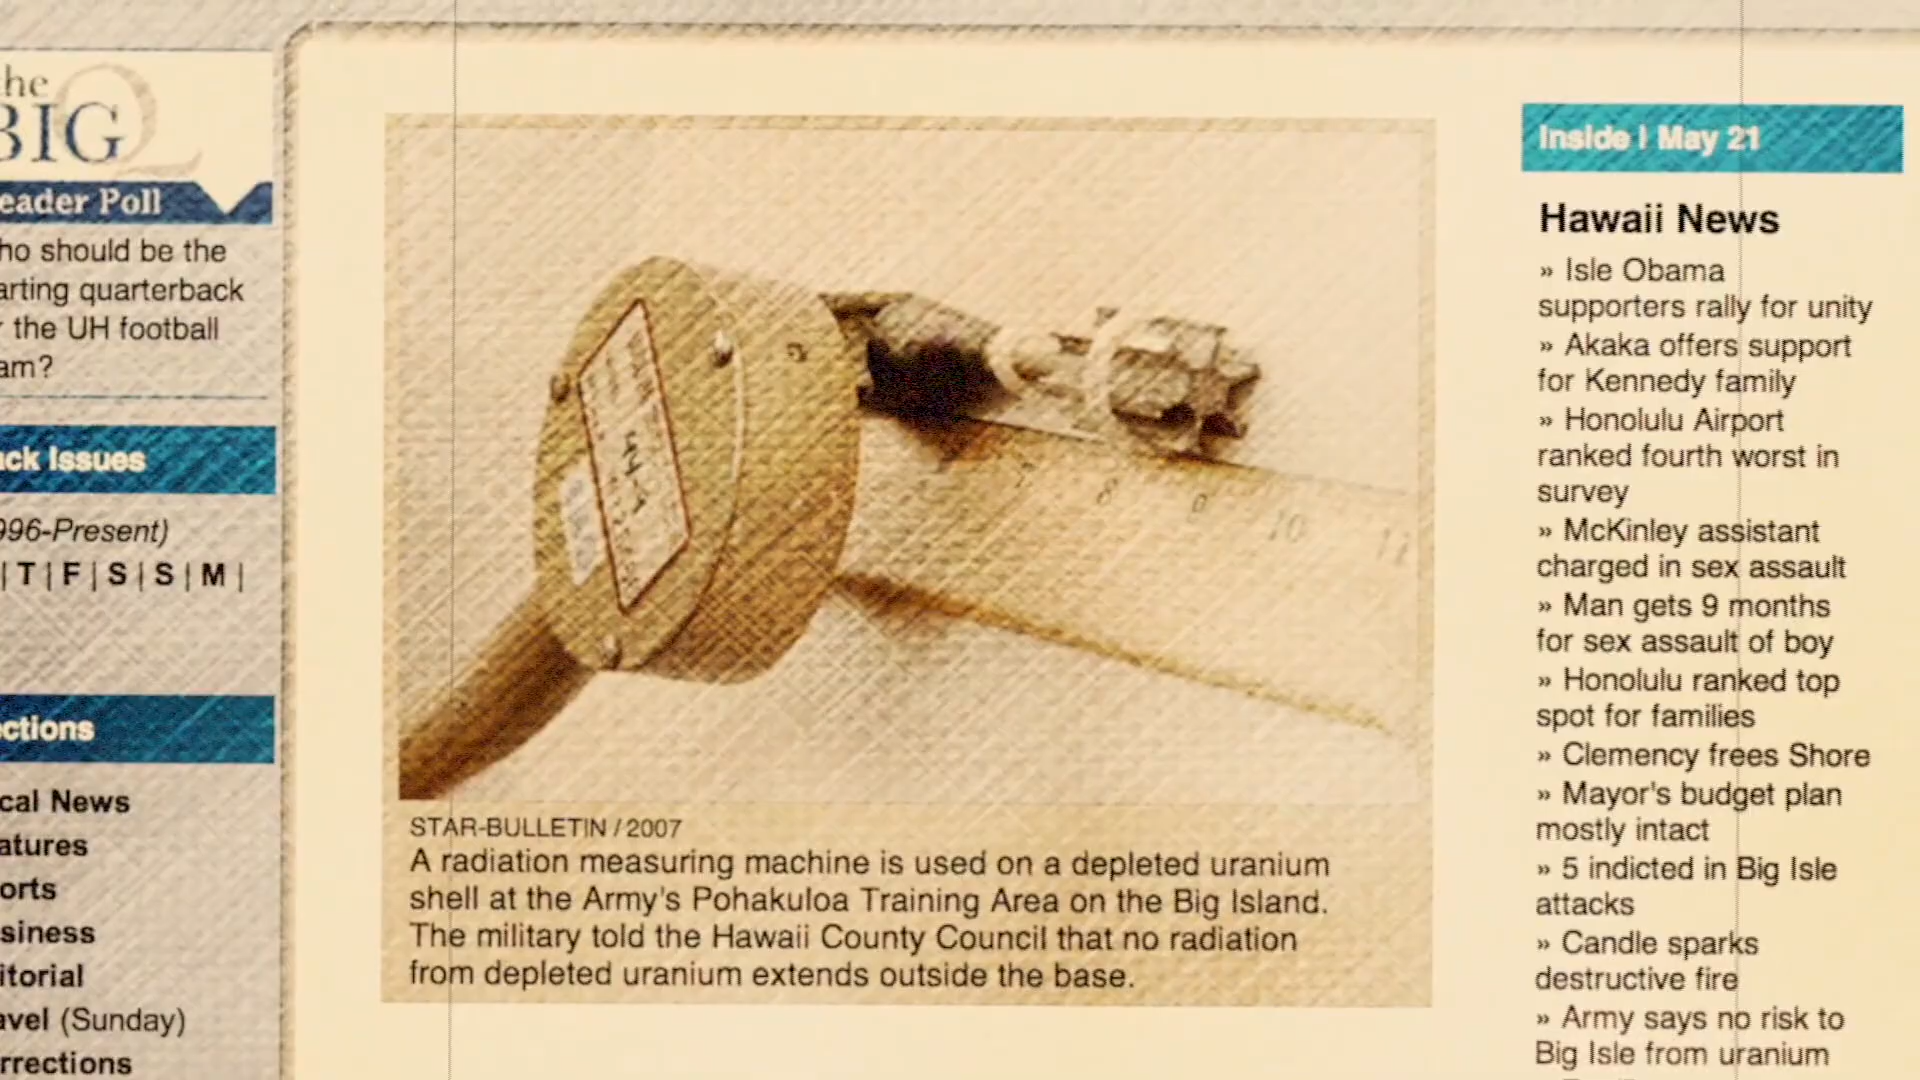 the
BIG Q
eader Poll
ho should be the
arting quarterback
r the UH football
am?
ck Issues
996-Present)
| T | F | S | S | M |
ctions
cal News
atures
orts
siness
itorial
avel (Sunday)
rrections
7 8 9 10 11
STAR-BULLETIN / 2007
A radiation measuring machine is used on a depleted uranium
shell at the Army's Pohakuloa Training Area on the Big Island.
The military told the Hawaii County Council that no radiation
from depleted uranium extends outside the base.
Inside | May 21
Hawaii News
» Isle Obama
supporters rally for unity
» Akaka offers support
for Kennedy family
» Honolulu Airport
ranked fourth worst in
survey
» McKinley assistant
charged in sex assault
» Man gets 9 months
for sex assault of boy
» Honolulu ranked top
spot for families
» Clemency frees Shore
» Mayor's budget plan
mostly intact
» 5 indicted in Big Isle
attacks
» Candle sparks
destructive fire
» Army says no risk to
Big Isle from uranium